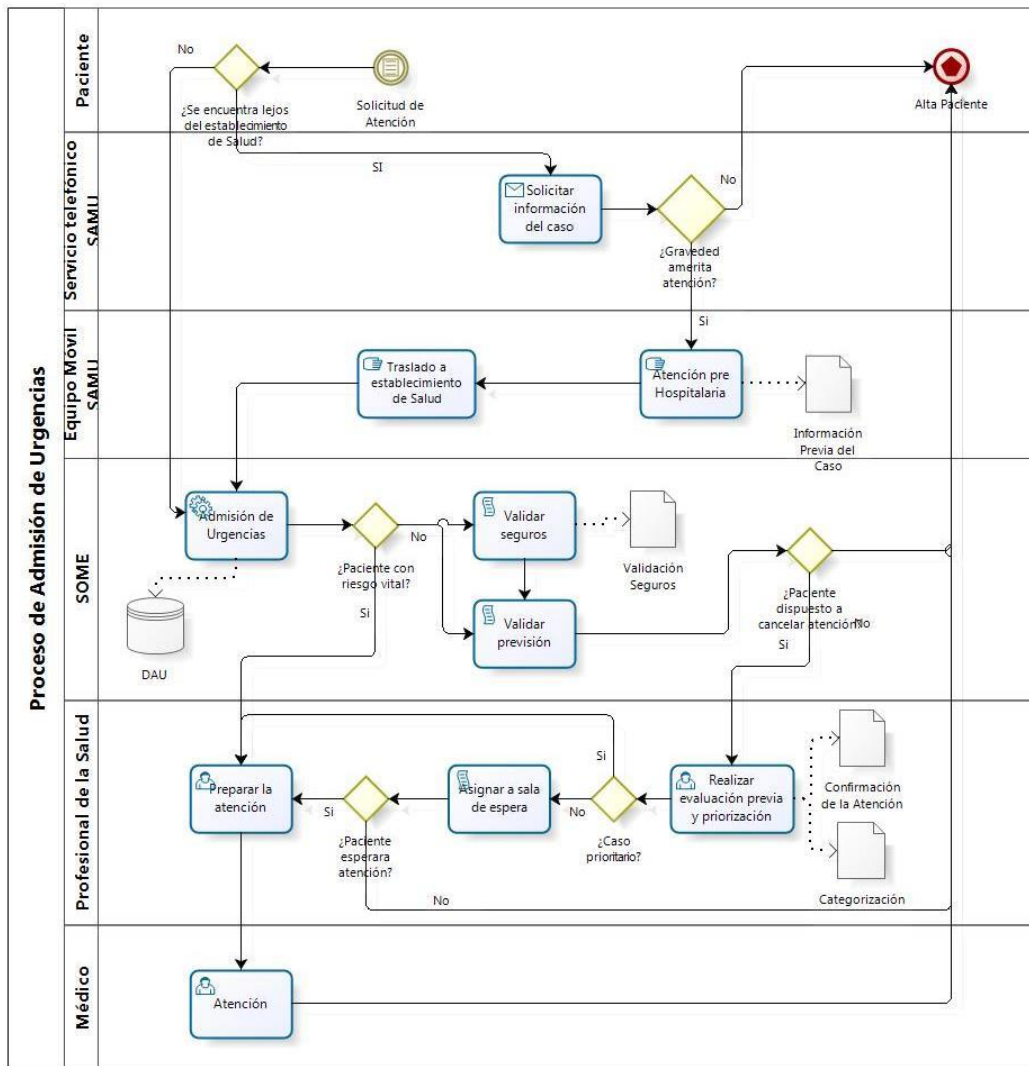 Proceso de Admisión de Urgencias
Paciente
No
¿Se encuentra lejos
del establecimiento
de Salud?
Solicitud de
Atención
Alta Paciente
Servicio telefónico
SAMU
SI
Solicitar
información
del caso
No
¿Graveded
amerita
atención?
Si
Equipo Móvil
SAMU
Traslado a
establecimiento
de Salud
Atención pre
Hospitalaria
Información
Previa del
Caso
SOME
Admisión de
Urgencias
DAU
¿Paciente con
riesgo vital?
No
Si
Validar
seguros
Validación
Seguros
Validar
previsión
¿Paciente
dispuesto a
cancelar atención?
No
Si
Profesional de la Salud
Preparar la
atención
Si
¿Paciente
esperara
atención?
No
Asignar a sala
de espera
No
Si
¿Caso
prioritario?
Realizar
evaluación previa
y priorización
Confirmación
de la Atención
Categorización
Médico
Atención